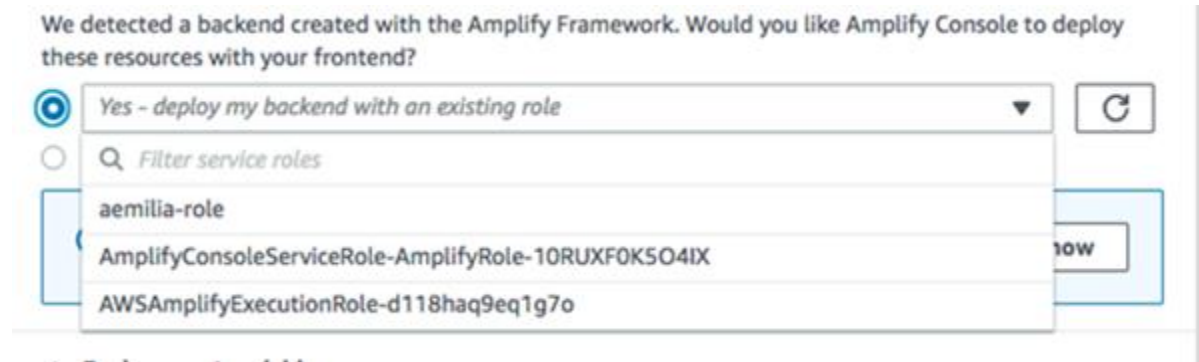 We detected a backend created with the Amplify Framework. Would you like Amplify Console to deploy
these resources with your frontend?
Yes - deploy my backend with an existing role
Filter service roles
aemilia-role
AmplifyConsoleServiceRole-AmplifyRole-10RUXF0K5O4IX
now
AWSAmplifyExecutionRole-d118haq9eq1g7o